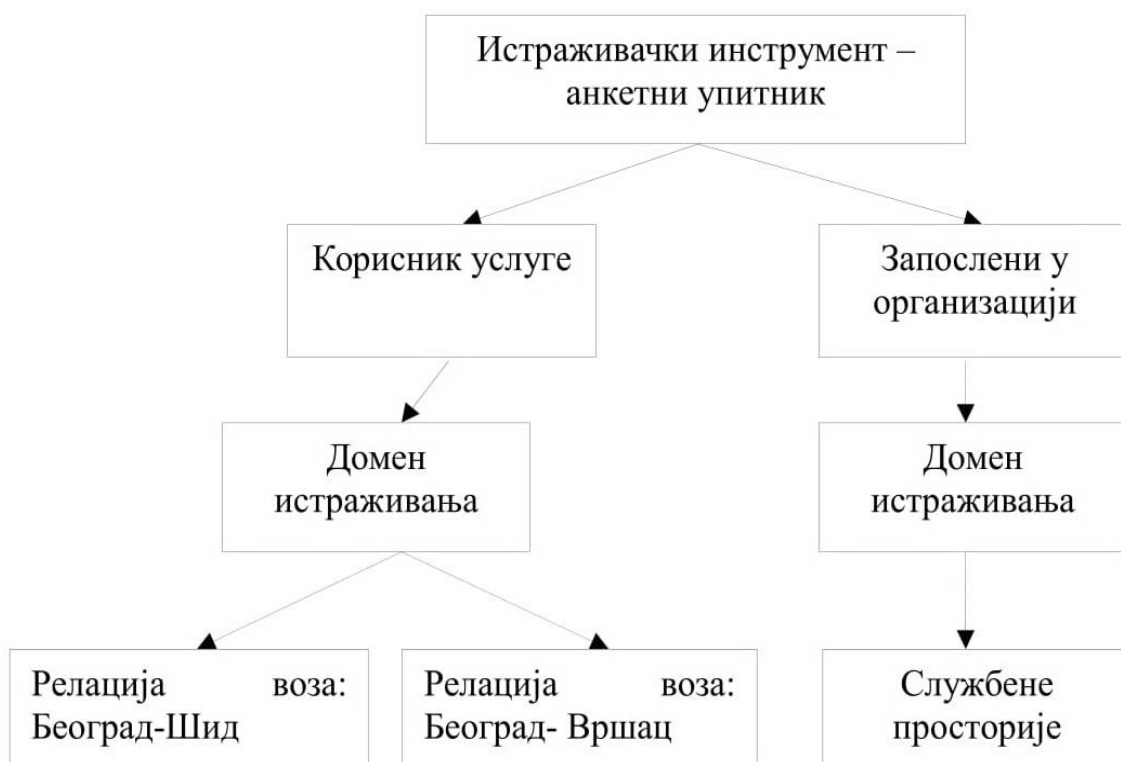 Истраживачки инструмент –
анкетни упитник
Корисник услуге
Запослени у
организацији
Домен
истраживања
Домен
истраживања
Релација воза:
Београд-Шид
Релација воза:
Београд- Вршац
Службене
просторије